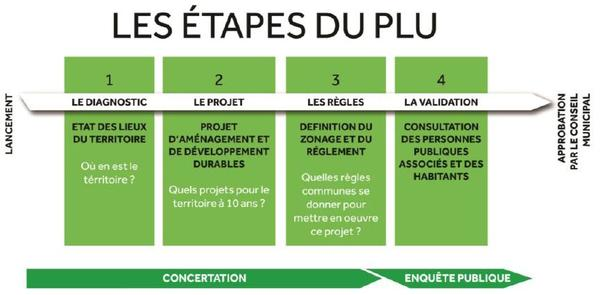 LES ÉTAPES DU PLU
LANCEMENT
1
LE DIAGNOSTIC
ETAT DES LIEUX
DU TERRITOIRE
Où en est le
térritoire ?
2
LE PROJET
PROJET
D'AMÉNAGEMENT ET
DE DÉVELOPPEMENT
DURABLES
Quels projets pour le
territoire à 10 ans ?
3
LES RÈGLES
DEFINITION DU
ZONAGE ET DU
RÉGLEMENT
Quelles règles
communes se
donner pour
mettre en oeuvre
ce projet ?
4
LA VALIDATION
CONSULTATION
DES PERSONNES
PUBLIQUES
ASSOCIÉS ET DES
HABITANTS
APPROBATION
PAR LE CONSEIL
MUNICIPAL
CONCERTATION
ENQUÊTE PUBLIQUE